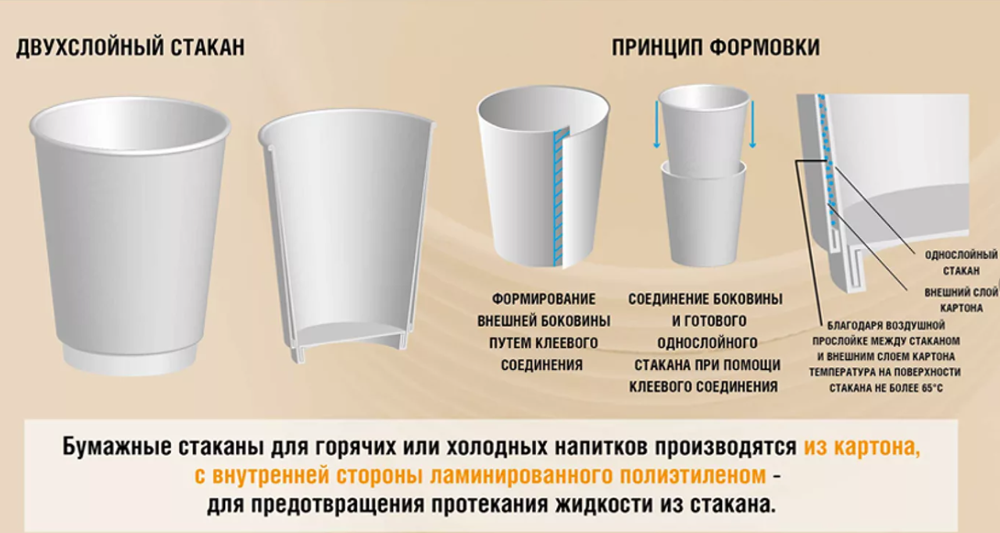 ДВУХСЛОЙНЫЙ СТАКАН
ПРИНЦИП ФОРМОВКИ
ФОРМИРОВАНИЕ
ВНЕШНЕЙ БОКОВИНЫ
ПУТЕМ КЛЕЕВОГО
СОЕДИНЕНИЯ
СОЕДИНЕНИЕ БОКОВИНЫ
И ГОТОВОГО
ОДНОСЛОЙНОГО
СТАКАНА ПРИ ПОМОЩИ
КЛЕЕВОГО СОЕДИНЕНИЯ
ОДНОСЛОЙНЫЙ
СТАКАН
ВНЕШНИЙ СЛОЙ
КАРТОНА
БЛАГОДАРЯ ВОЗДУШНОЙ
ПРОСЛОЙКЕ МЕЖДУ СТАКАНОМ
И ВНЕШНИМ СЛОЕМ КАРТОНА
ТЕМПЕРАТУРА НА ПОВЕРХНОСТИ
СТАКАНА НЕ БОЛЕЕ 65°С
Бумажные стаканы для горячих или холодных напитков производятся из картона,
с внутренней стороны ламинированного полиэтиленом -
для предотвращения протекания жидкости из стакана.